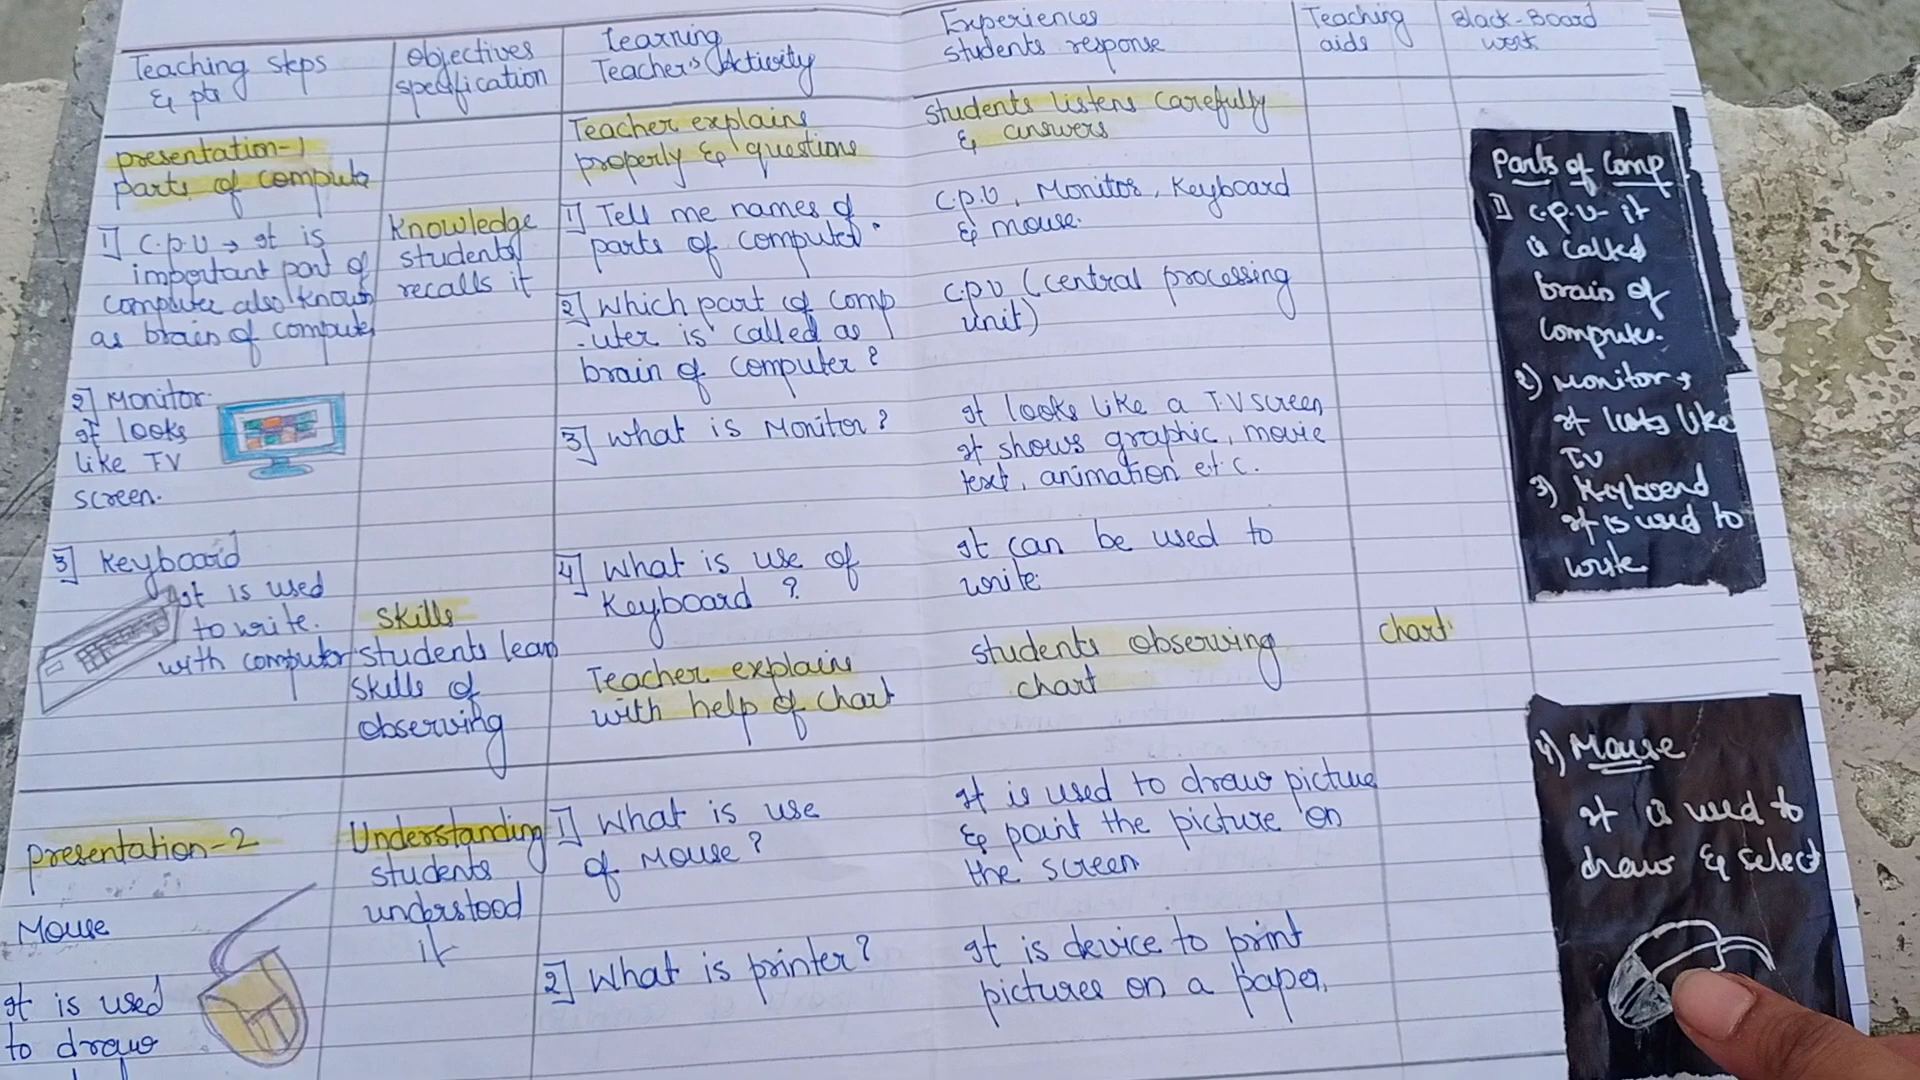 Teaching steps
& pts
Objectives
specification
Learning
Teacher's Activity
Experiences
students response
Teaching
aids
Black-Board
work
presentation-1
parts of compute
1] C.P.U → It is
important part of
computer also known
as brain of computer
2] Monitor
It looks
like TV
screen.
3] Keyboard
It is used
to write.
with computer
Knowledge
students
recalls it
Skills
students learn
skills of
observing
Teacher explains
properly & questions
1] Tell me names of
parts of computer.
2] Which part of comp
-uter is called as
brain of computer?
3] What is Monitor?
4] What is use of
Keyboard?
Teacher explains
with help of chart
students listens carefully
& answers
C.P.U, Monitor, Keyboard
& mouse.
C.P.U (central processing
unit)
It looks like a T.V screen
It shows graphic, movie
text, animation etc.
It can be used to
write.
students observing
chart
chart
Parts of Comp
1] C.P.U- it
is called
brain of
compute.
2) Monitor →
It looks like
TV
3) Keyboard
It is used to
write
presentation-2
Mouse
It is used
to draw
Understanding
students
understood
it
1] What is use
of Mouse?
2] What is printer?
It is used to draw picture
& paint the picture on
the screen
It is device to print
pictures on a paper.
4) Mouse
It is used to
draw & select